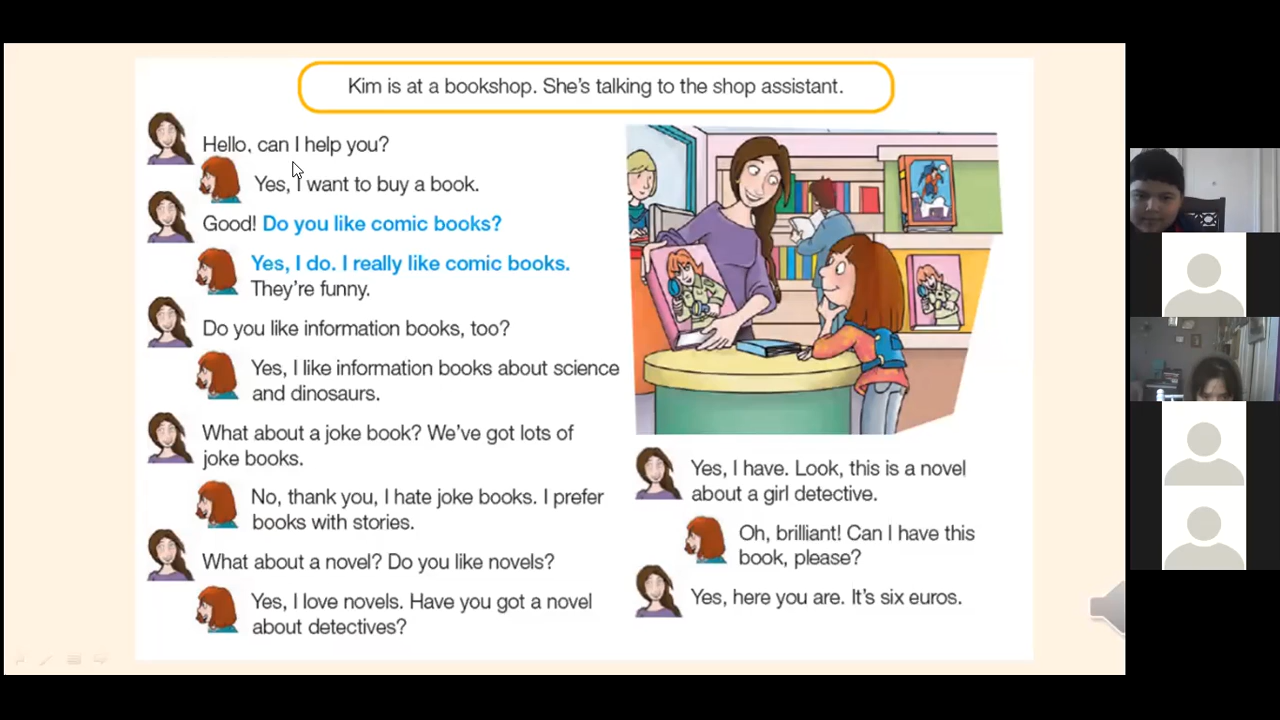 Kim is at a bookshop. She's talking to the shop assistant.
Hello, can I help you?
Yes, I want to buy a book.
Good! Do you like comic books?
Yes, I do. I really like comic books.
They're funny.
Do you like information books, too?
Yes, I like information books about science
and dinosaurs.
What about a joke book? We've got lots of
joke books.
No, thank you, I hate joke books. I prefer
books with stories.
What about a novel? Do you like novels?
Yes, I love novels. Have you got a novel
about detectives?
Yes, I have. Look, this is a novel
about a girl detective.
Oh, brilliant! Can I have this
book, please?
Yes, here you are. It's six euros.